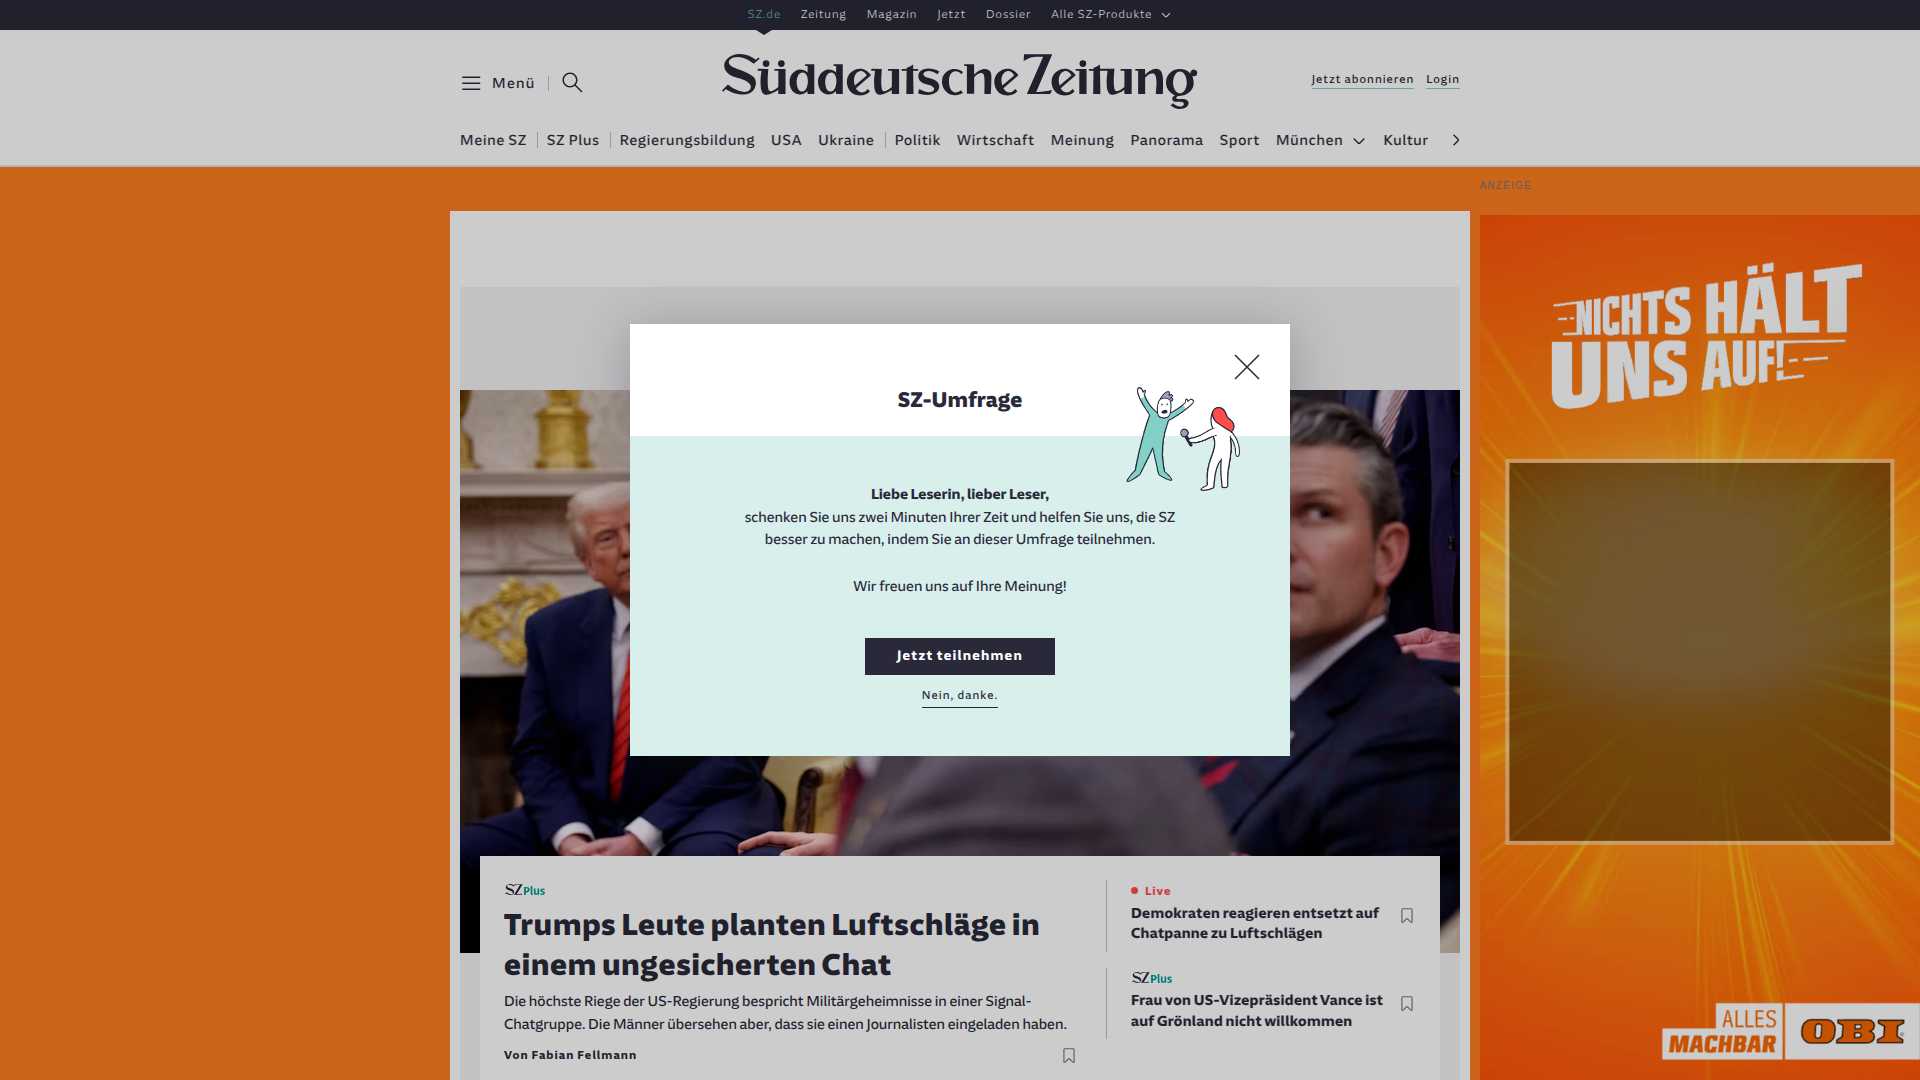 SZ.de Zeitung Magazin Jetzt Dossier Alle SZ-Produkte
Menü
Süddeutsche Zeitung
Jetzt abonnieren Login
Meine SZ SZ Plus Regierungsbildung USA Ukraine Politik Wirtschaft Meinung Panorama Sport München Kultur
ANZEIGE
NICHTS HÄLT
UNS AUF!
SZ-Umfrage
Liebe Leserin, lieber Leser,
schenken Sie uns zwei Minuten Ihrer Zeit und helfen Sie uns, die SZ
besser zu machen, indem Sie an dieser Umfrage teilnehmen.
Wir freuen uns auf Ihre Meinung!
Jetzt teilnehmen
Nein, danke.
SZ Plus
Trumps Leute planten Luftschläge in
einem ungesicherten Chat
Die höchste Riege der US-Regierung bespricht Militärgeheimnisse in einer Signal-
Chatgruppe. Die Männer übersehen aber, dass sie einen Journalisten eingeladen haben.
Von Fabian Fellmann
Live
Demokraten reagieren entsetzt auf
Chatpanne zu Luftschlägen
SZ Plus
Frau von US-Vizepräsident Vance ist
auf Grönland nicht willkommen
ALLES
MACHBAR
OBI